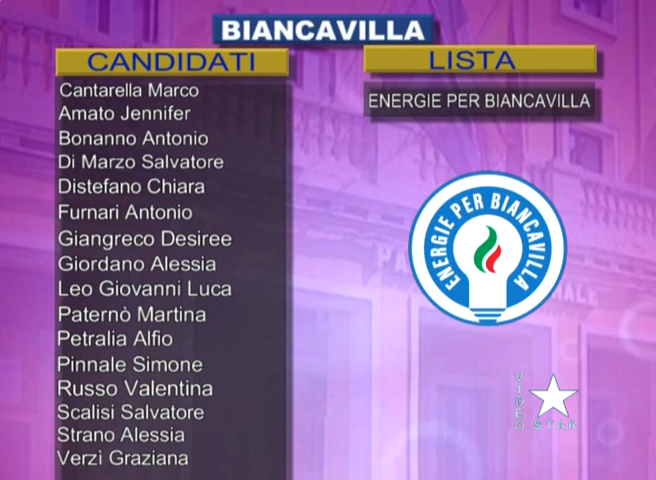 BIANCAVILLA
CANDIDATI
Cantarella Marco
Amato Jennifer
Bonanno Antonio
Di Marzo Salvatore
Distefano Chiara
Furnari Antonio
Giangreco Desiree
Giordano Alessia
Leo Giovanni Luca
Paternò Martina
Petralia Alfio
Pinnale Simone
Russo Valentina
Scalisi Salvatore
Strano Alessia
Verzì Graziana
LISTA
ENERGIE PER BIANCAVILLA
ENERGIE PER BIANCAVILLA
VIDEO STAR